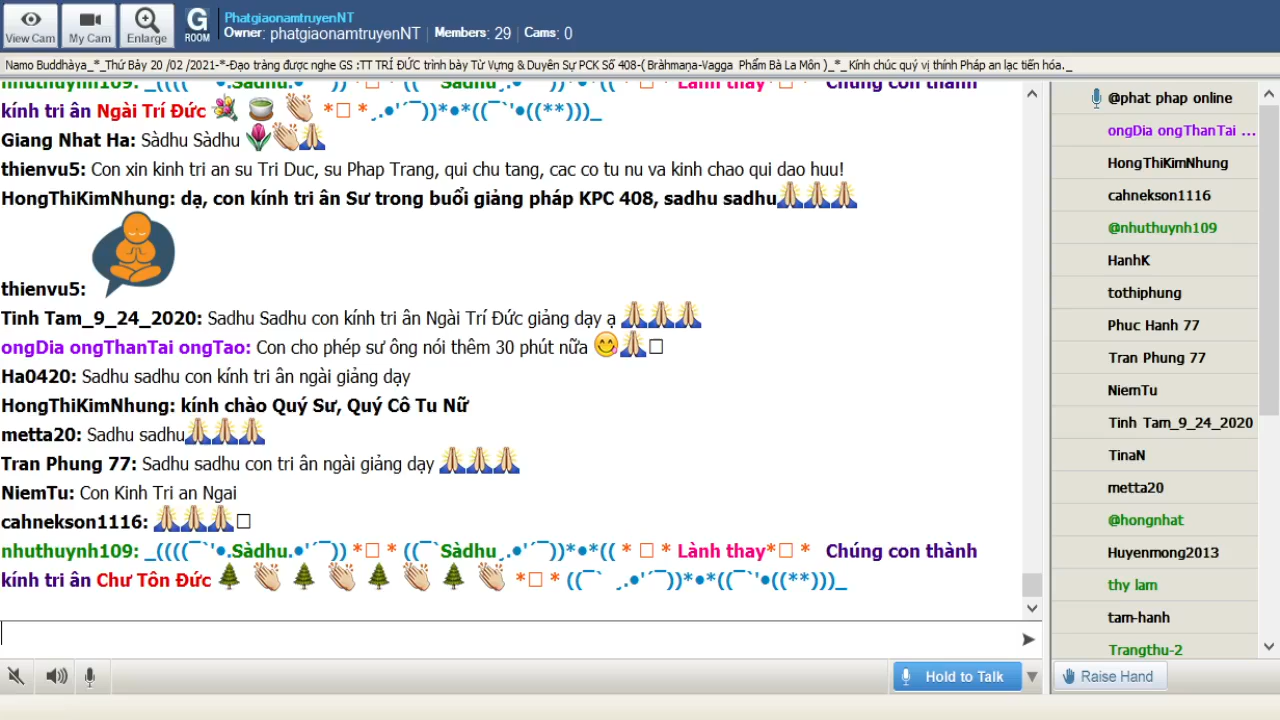 View Cam
My Cam
Enlarge
G
ROOM
PhatgiaonamtruyenNT
Owner: phatgiaonamtruyenNT | Members: 29 | Cams: 0
Namo Buddhàya_*_Thứ Bảy 20 /02 /2021-*-Đạo tràng được nghe GS :TT TRÍ ĐỨC trình bày Từ Vựng & Duyên Sự PCK Số 408-( Bràhmaṇa-Vagga Phẩm Bà La Môn )_*_ Kính chúc quý vị thính Pháp an lạc tiến hóa._
nhuthuynh109: _((((¯`'•.Sàdhu.•'´¯)) *□ * ((¯`Sàdhu¸.•'´¯))*•*(( * □ * Lành thay*□ * Chúng con thành
kính tri ân Ngài Trí Đức 💐 🍵 👏 *□ *¸.•'´¯))*•*((¯`'•((**)))_
Giang Nhat Ha: Sàdhu Sàdhu 🌷👏🙏
thienvu5: Con xin kinh tri an su Tri Duc, su Phap Trang, qui chu tang, cac co tu nu va kinh chao qui dao huu!
HongThiKimNhung: dạ, con kính tri ân Sư trong buổi giảng pháp KPC 408, sadhu sadhu🙏🙏🙏
thienvu5:
Tinh Tam_9_24_2020: Sadhu Sadhu con kính tri ân Ngài Trí Đức giảng dạy ạ 🙏🙏🙏
ongDia ongThanTai ongTao: Con cho phép sư ông nói thêm 30 phút nữa 😋🙏□
Ha0420: Sadhu sadhu con kính tri ân ngài giảng dạy
HongThiKimNhung: kính chào Quý Sư, Quý Cô Tu Nữ
metta20: Sadhu sadhu🙏🙏🙏
Tran Phung 77: Sadhu sadhu con tri ân ngài giảng dạy 🙏🙏🙏
NiemTu: Con Kinh Tri an Ngai
cahnekson1116: 🙏🙏🙏□
nhuthuynh109: _((((¯`'•.Sàdhu.•'´¯)) *□ * ((¯`Sàdhu¸.•'´¯))*•*(( * □ * Lành thay*□ * Chúng con thành
kính tri ân Chư Tôn Đức 🌲 👏 🌲 👏 🌲 👏 🌲 👏 *□ * ((¯` ¸.•'´¯))*•*((¯`'•((**)))_
Hold to Talk
@phat phap online
ongDia ongThanTai ...
HongThiKimNhung
cahnekson1116
@nhuthuynh109
HanhK
tothiphung
Phuc Hanh 77
Tran Phung 77
NiemTu
Tinh Tam_9_24_2020
TinaN
metta20
@hongnhat
Huyenmong2013
thy lam
tam-hanh
Trangthu-2
Raise Hand